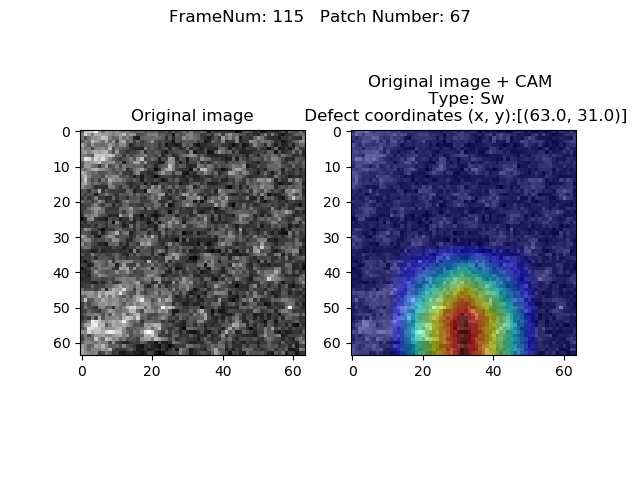 FrameNum: 115   Patch Number: 67
Original image
0
10
20
30
40
50
60
0 20 40 60
Original image + CAM
Type: Sw
Defect coordinates (x, y):[(63.0, 31.0)]
0
10
20
30
40
50
60
0 20 40 60